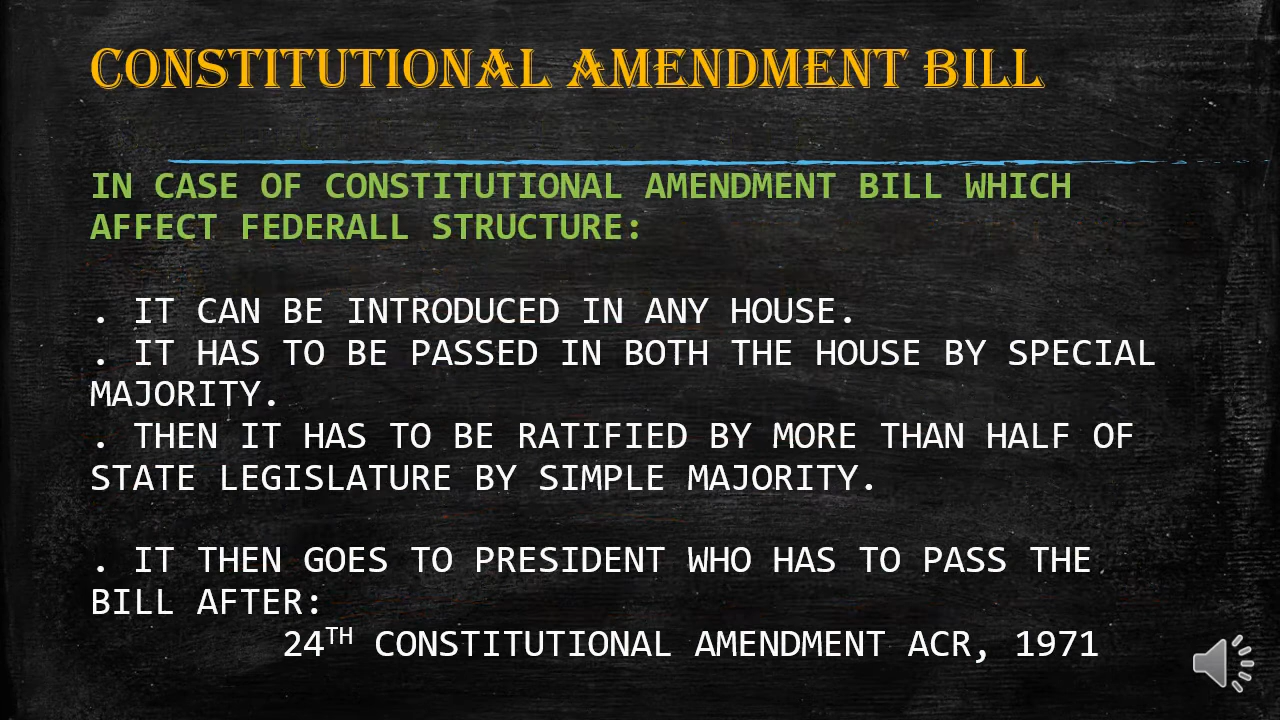 CONSTITUTIONAL AMENDMENT BILL
IN CASE OF CONSTITUTIONAL AMENDMENT BILL WHICH
AFFECT FEDERALL STRUCTURE:
. IT CAN BE INTRODUCED IN ANY HOUSE.
. IT HAS TO BE PASSED IN BOTH THE HOUSE BY SPECIAL
MAJORITY.
. THEN IT HAS TO BE RATIFIED BY MORE THAN HALF OF
STATE LEGISLATURE BY SIMPLE MAJORITY.
. IT THEN GOES TO PRESIDENT WHO HAS TO PASS THE
BILL AFTER:
24TH CONSTITUTIONAL AMENDMENT ACR, 1971